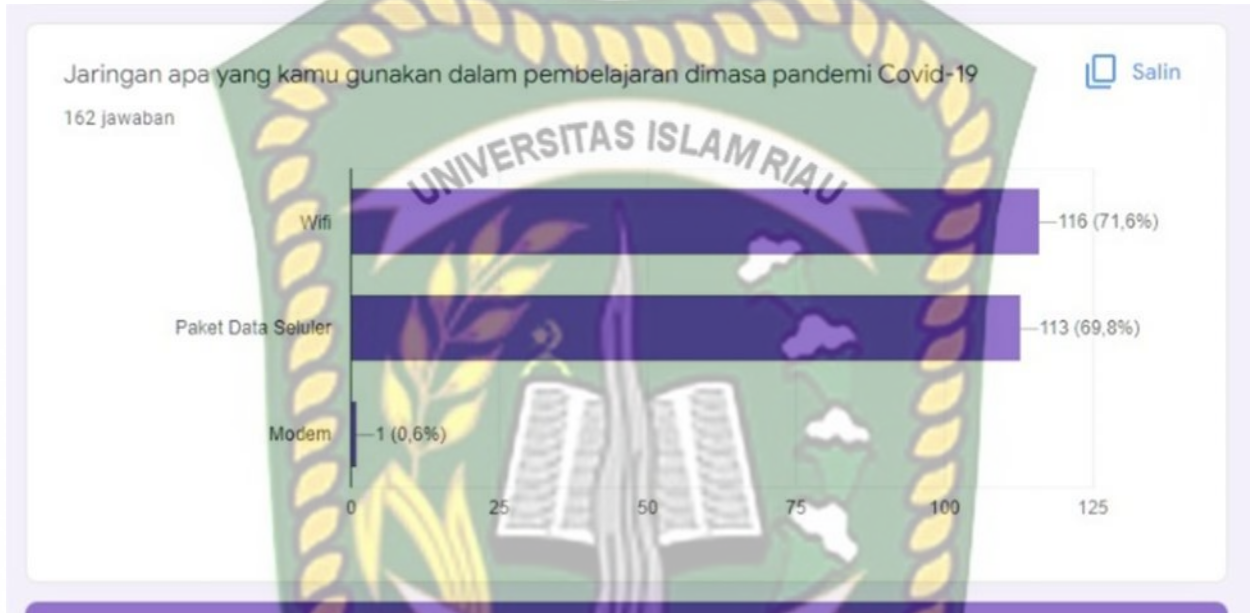 Jaringan apa yang kamu gunakan dalam pembelajaran dimasa pandemi Covid-19
Salin
162 jawaban
UNIVERSITAS ISLAM RIAU
Wifi
116 (71,6%)
Paket Data Seluler
113 (69,8%)
Modem
1 (0,6%)
0 25 50 75 100 125